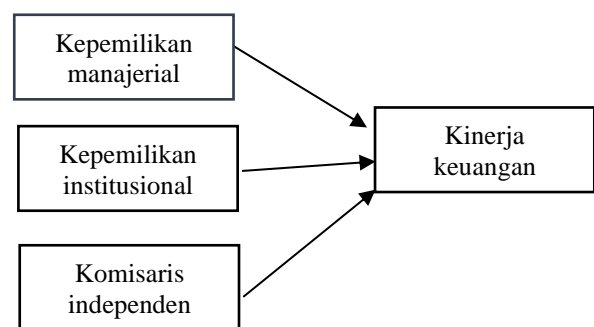 Kepemilikan
manajerial
Kepemilikan
institusional
Komisaris
independen
Kinerja
keuangan